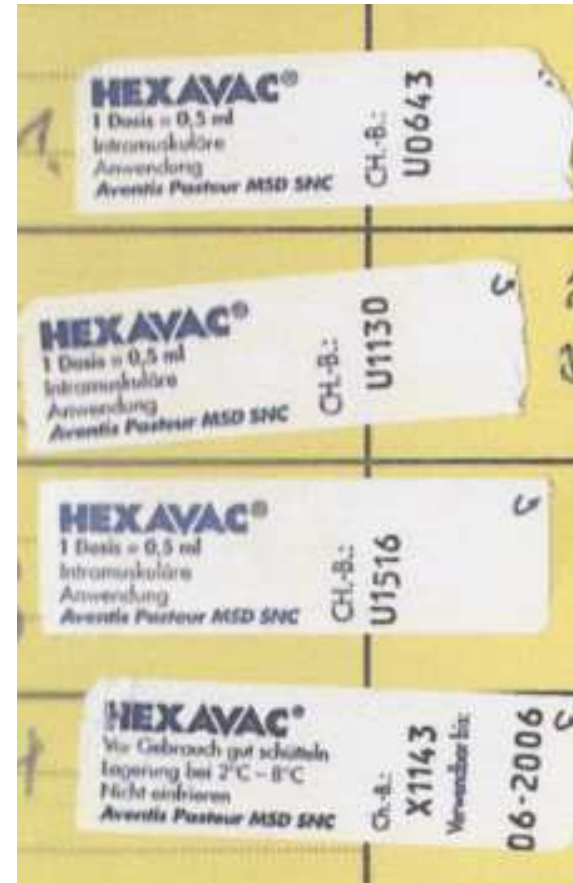 1.
HEXAVAC®
1 Dosis = 0,5 ml
Intramuskuläre
Anwendung
Aventis Pasteur MSD SNC
CH.-B.:
U0643
HEXAVAC®
1 Dosis = 0,5 ml
Intramuskuläre
Anwendung
Aventis Pasteur MSD SNC
CH.-B.:
U1130
HEXAVAC®
1 Dosis = 0,5 ml
Intramuskuläre
Anwendung
Aventis Pasteur MSD SNC
CH.-B.:
U1516
HEXAVAC®
Vor Gebrauch gut schütteln
Lagerung bei 2°C – 8°C
Nicht einfrieren
Aventis Pasteur MSD SNC
Ch.-B.:
X1143
Verwendbar bis:
06-2006